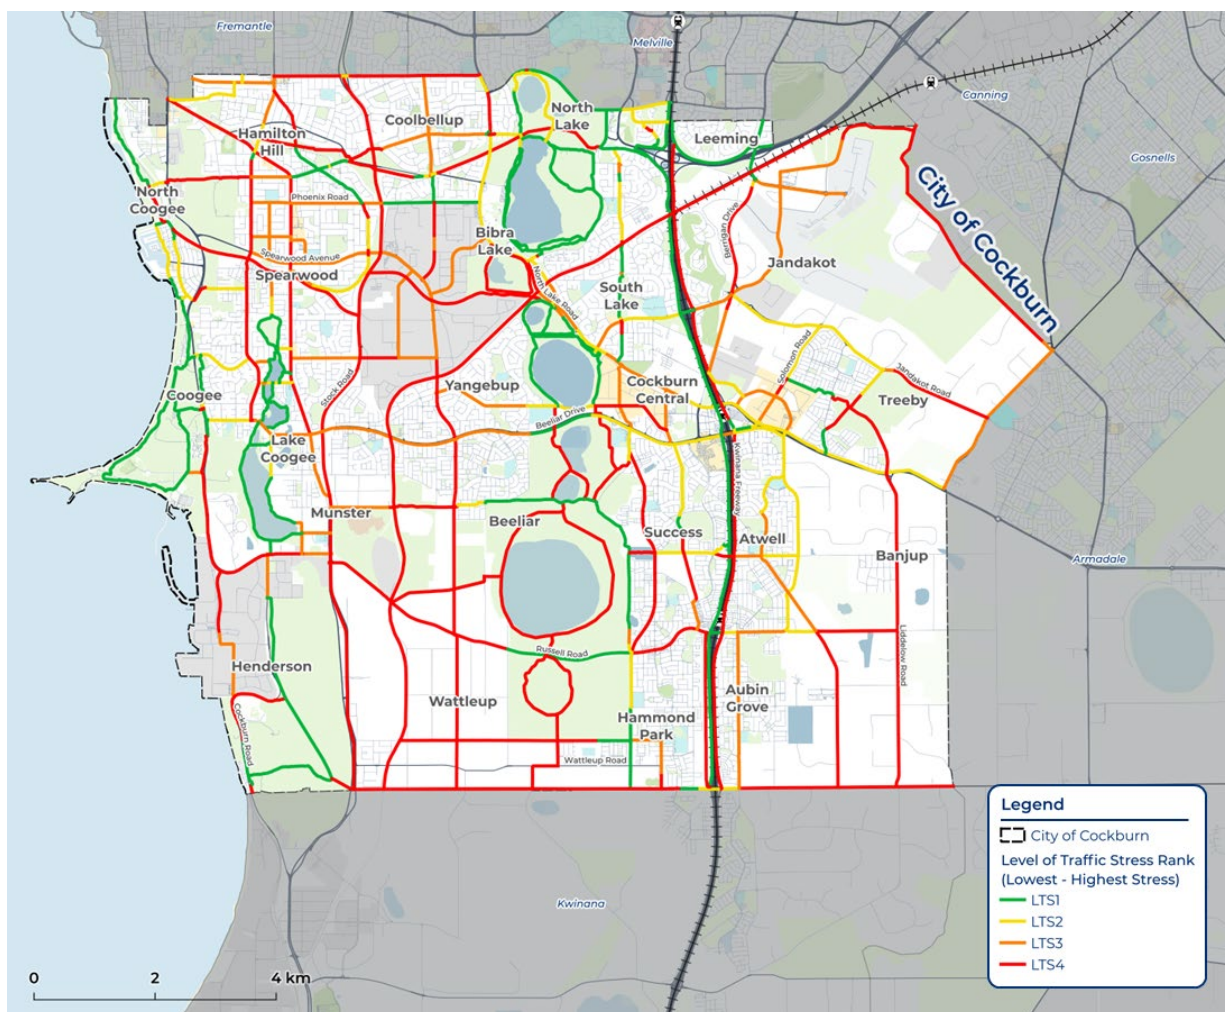 Fremantle
Melville
Canning
Gosnells
North
Lake
Coolbellup
Hamilton
Hill
Leeming
City of Cockburn
North
Coogee
Phoenix Road
Bibra
Lake
Berrigan Drive
Jandakot
Spearwood Avenue
Spearwood
North Lake Road
South
Lake
Solomon Road
Jandakot Road
Stock Road
Yangebup
Cockburn
Central
Treeby
Coogee
Beeliar Drive
Lake
Coogee
Kwinana Freeway
Munster
Beeliar
Success
Atwell
Banjup
Armadale
Henderson
Russell Road
Liddelow Road
Wattleup
Aubin
Grove
Cockburn Road
Hammond
Park
Wattleup Road
Kwinana
Legend
City of Cockburn
Level of Traffic Stress Rank
(Lowest - Highest Stress)
LTS1
LTS2
LTS3
LTS4
0 2 4 km